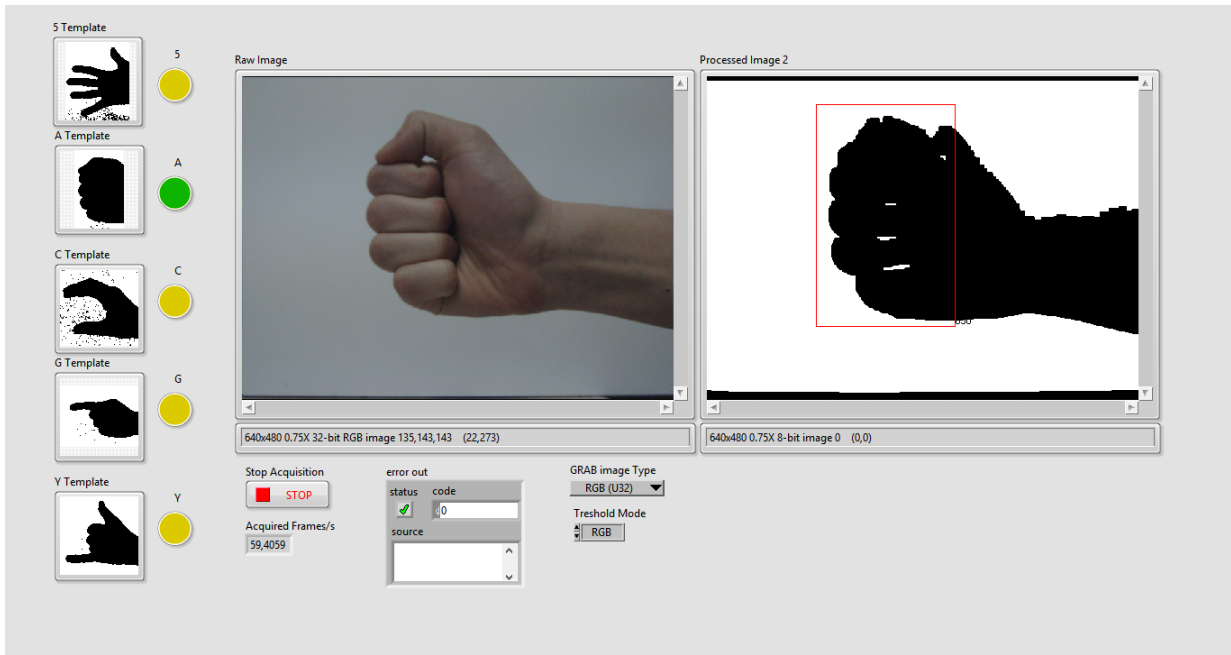 5 Template
5
A Template
A
C Template
C
G Template
G
Y Template
Y
Raw Image
640x480 0.75X 32-bit RGB image 135,143,143 (22,273)
Processed Image 2
640x480 0.75X 8-bit image 0 (0,0)
Stop Acquisition
STOP
Acquired Frames/s
59,4059
error out
status code
0
source
GRAB image Type
RGB (U32)
Treshold Mode
RGB